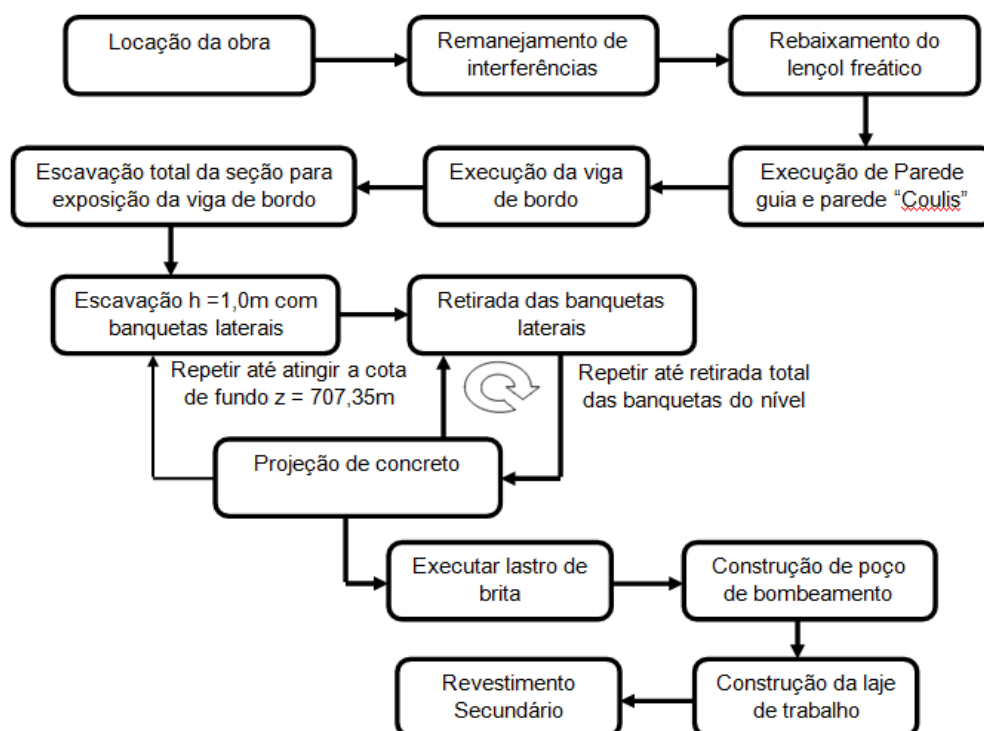 Locação da obra
Remanejamento de
interferências
Rebaixamento do
lençol freático
Execução de Parede
guia e parede “Coulis”
Execução da viga
de bordo
Escavação total da seção para
exposição da viga de bordo
Escavação h =1,0m com
banquetas laterais
Retirada das banquetas
laterais
Repetir até atingir a cota
de fundo z = 707,35m
Repetir até retirada total
das banquetas do nível
Projeção de concreto
Executar lastro de
brita
Construção de poço
de bombeamento
Construção da laje
de trabalho
Revestimento
Secundário